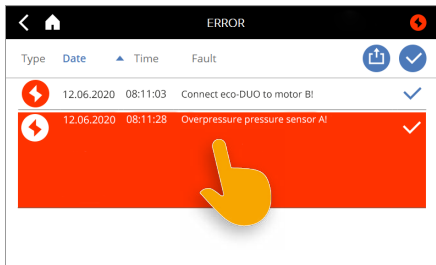 ERROR
Type Date Time Fault
12.06.2020 08:11:03 Connect eco-DUO to motor B!
12.06.2020 08:11:28 Overpressure pressure sensor A!